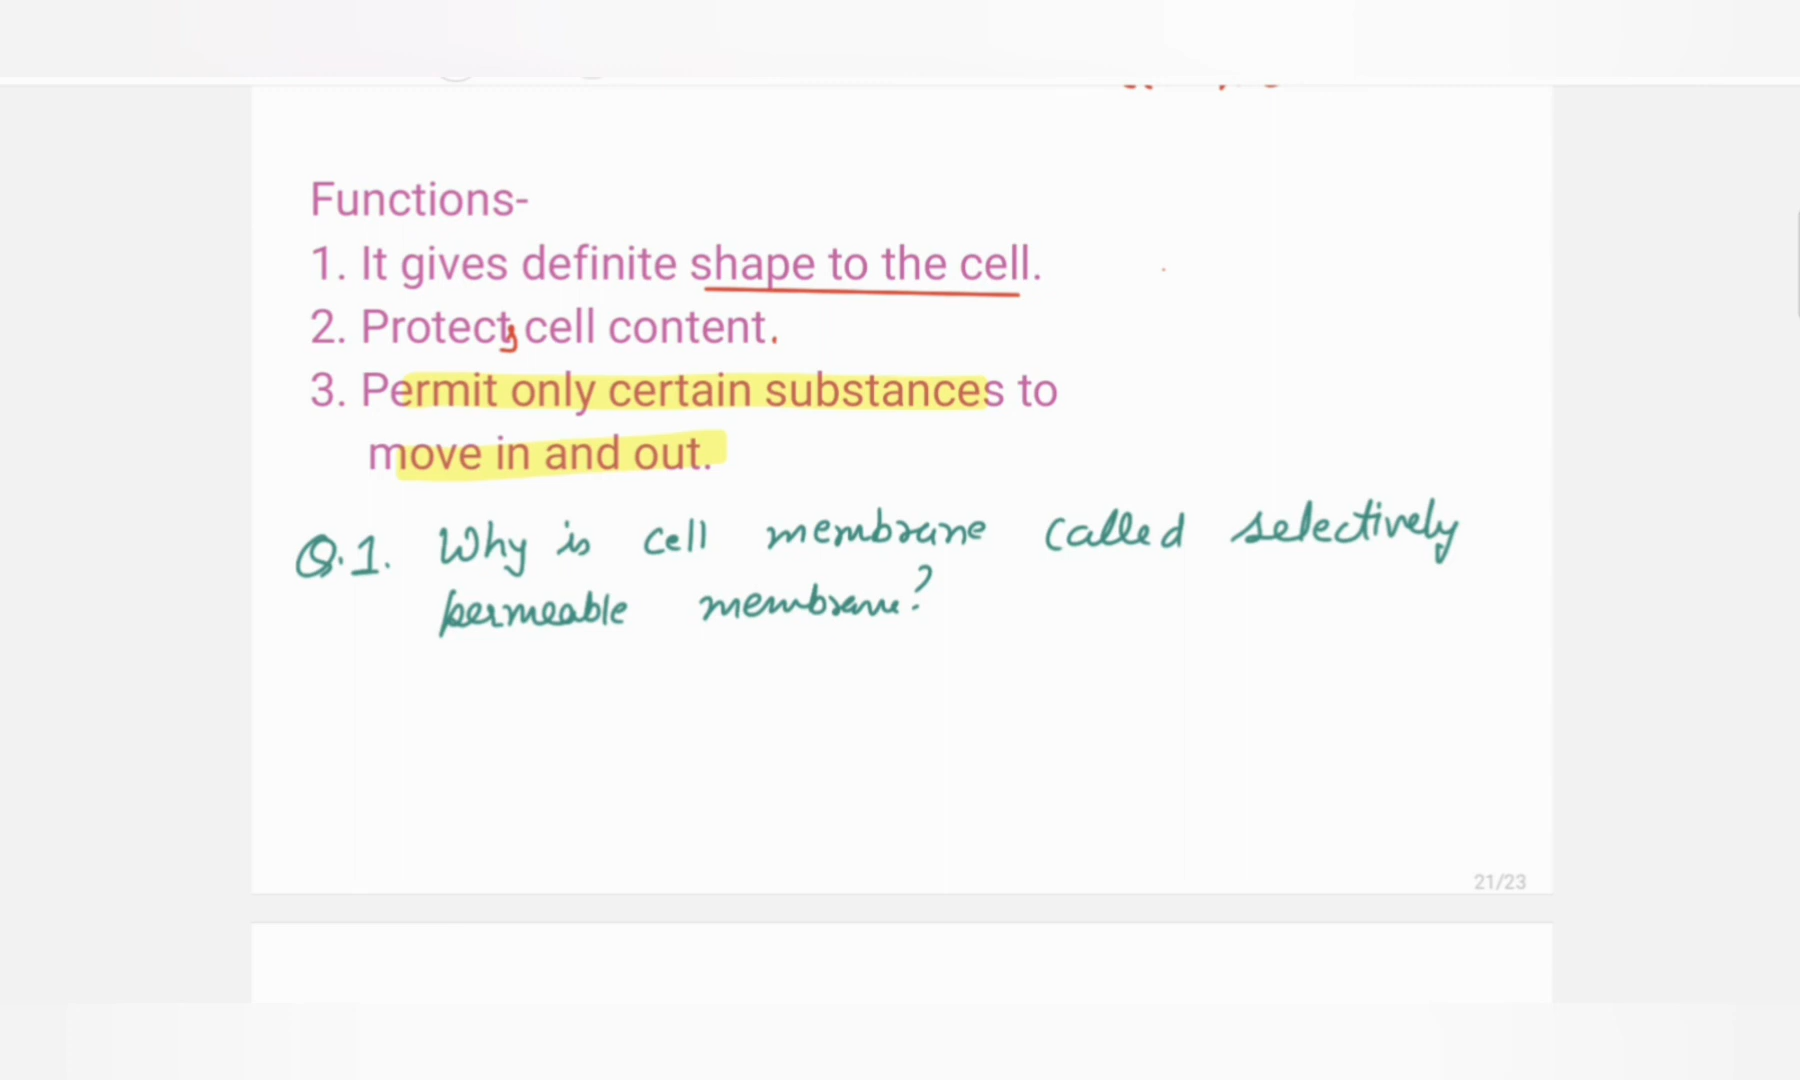 Functions-
1. It gives definite shape to the cell.
2. Protects cell content.
3. Permit only certain substances to
move in and out.
Q.1. Why is cell membrane called selectively
permeable membrane?
21/23